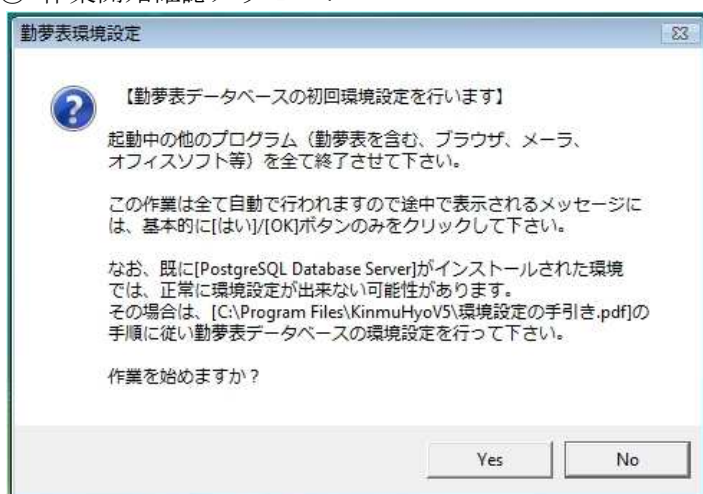 勤夢表環境設定
【勤夢表データベースの初回環境設定を行います】
起動中の他のプログラム（勤夢表を含む、ブラウザ、メーラ、
オフィスソフト等）を全て終了させて下さい。
この作業は全て自動で行われますので途中で表示されるメッセージに
は、基本的に[はい]/[OK]ボタンのみをクリックして下さい。
なお、既に[PostgreSQL Database Server]がインストールされた環境
では、正常に環境設定が出来ない可能性があります。
その場合は、[C:\Program Files\KinmuHyoV5\環境設定の手引き.pdf]の
手順に従い勤夢表データベースの環境設定を行って下さい。
作業を始めますか？
Yes
No